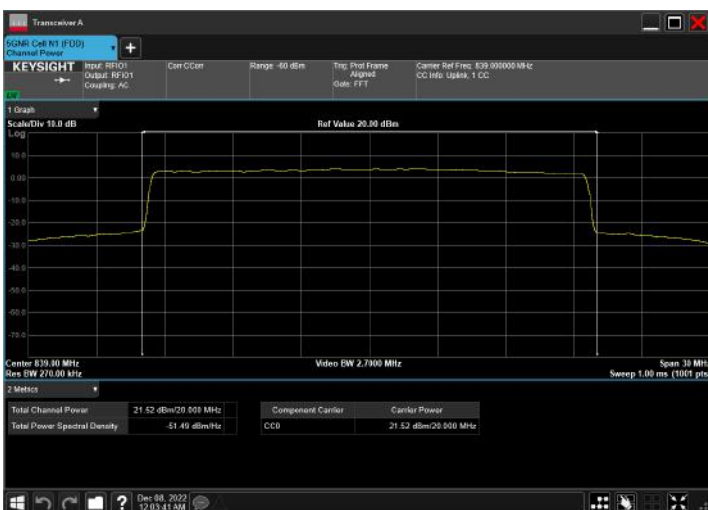 Transceiver A
5GNR Cell N1 (FDD)
Channel Power
KEYSIGHT
Input: RFIO1
Output: RFIO1
Coupling: AC
Corr CCorr
Range -60 dBm
Trig: Prot Frame
Aligned
Gate: FFT
Carrier Ref Freq: 839.000000 MHz
CC Info: Uplink, 1 CC
1 Graph
Scale/Div 10.0 dB
Ref Value 20.00 dBm
Log
10.0
0.00
-10.0
-20.0
-30.0
-40.0
-50.0
-60.0
-70.0
Center 839.00 MHz
Video BW 2.7000 MHz
Span 30 MHz
Res BW 270.00 kHz
Sweep 1.00 ms (1001 pts
2 Metrics
Total Channel Power 21.52 dBm/20.000 MHz
Total Power Spectral Density -51.49 dBm/Hz
Component Carrier Carrier Power
CC0 21.52 dBm/20.000 MHz
?
Dec 08, 2022
12:03:41 AM